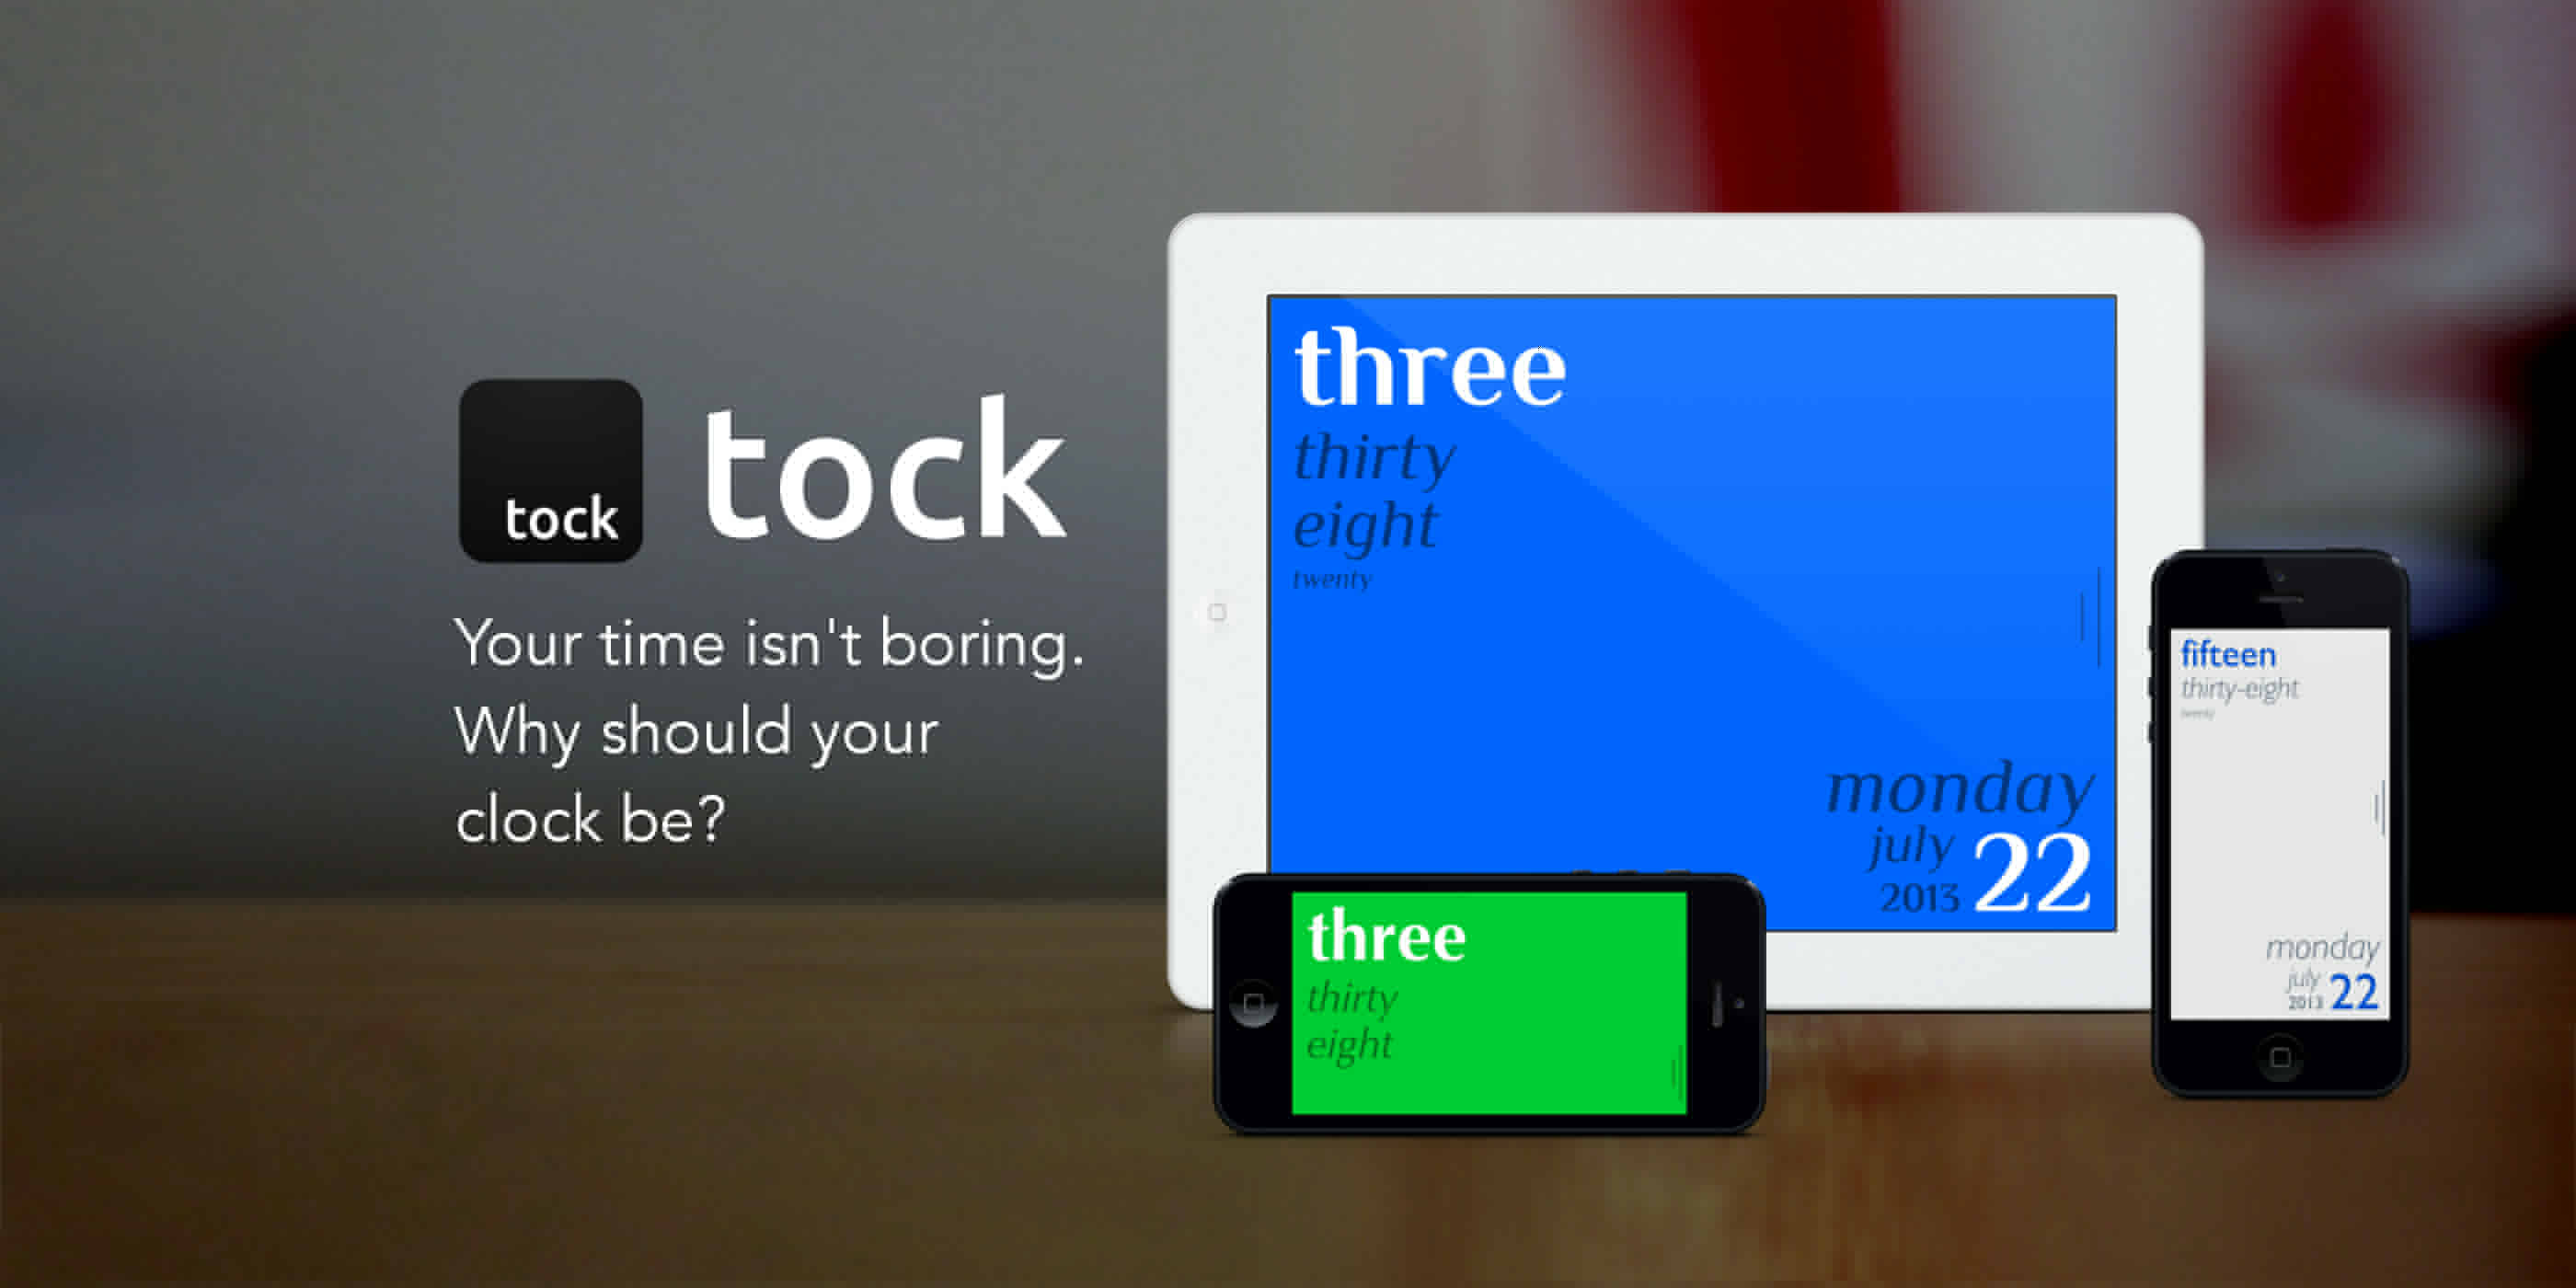 tock
tock
Your time isn't boring.
Why should your
clock be?
three
thirty
eight
twenty
monday
july
2013
22
three
thirty
eight
fifteen
thirty-eight
twenty
monday
july
2013
22